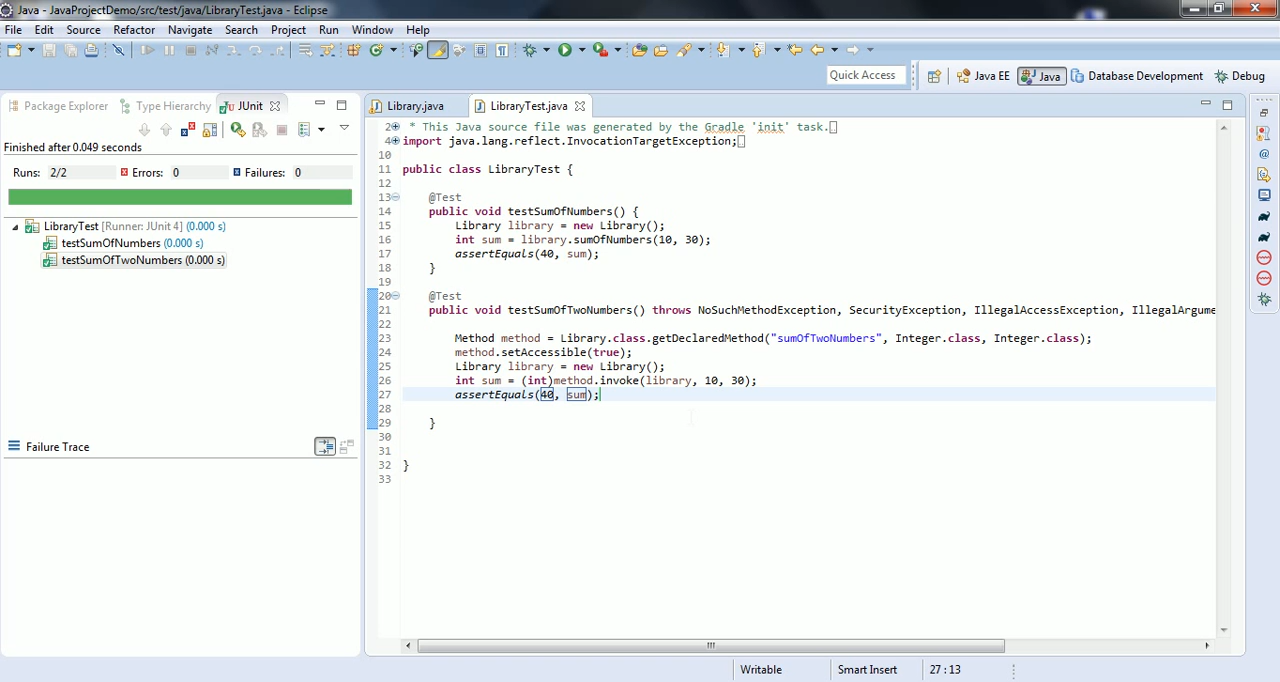 Java - JavaProjectDemo/src/test/java/LibraryTest.java - Eclipse
File Edit Source Refactor Navigate Search Project Run Window Help
Quick Access Java EE Java Database Development Debug
Package Explorer Type Hierarchy JUnit
Finished after 0.049 seconds
Runs: 2/2 Errors: 0 Failures: 0
LibraryTest [Runner: JUnit 4] (0.000 s)
testSumOfNumbers (0.000 s)
testSumOfTwoNumbers (0.000 s)
Failure Trace
Library.java LibraryTest.java
2 * This Java source file was generated by the Gradle 'init' task.
4 import java.lang.reflect.InvocationTargetException;
10
11 public class LibraryTest {
12
13 @Test
14 public void testSumOfNumbers() {
15 Library library = new Library();
16 int sum = library.sumOfNumbers(10, 30);
17 assertEquals(40, sum);
18 }
19
20 @Test
21 public void testSumOfTwoNumbers() throws NoSuchMethodException, SecurityException, IllegalAccessException, IllegalArgume
22
23 Method method = Library.class.getDeclaredMethod("sumOfTwoNumbers", Integer.class, Integer.class);
24 method.setAccessible(true);
25 Library library = new Library();
26 int sum = (int)method.invoke(library, 10, 30);
27 assertEquals(40, sum);
28
29 }
30
31
32 }
33
Writable Smart Insert 27 : 13